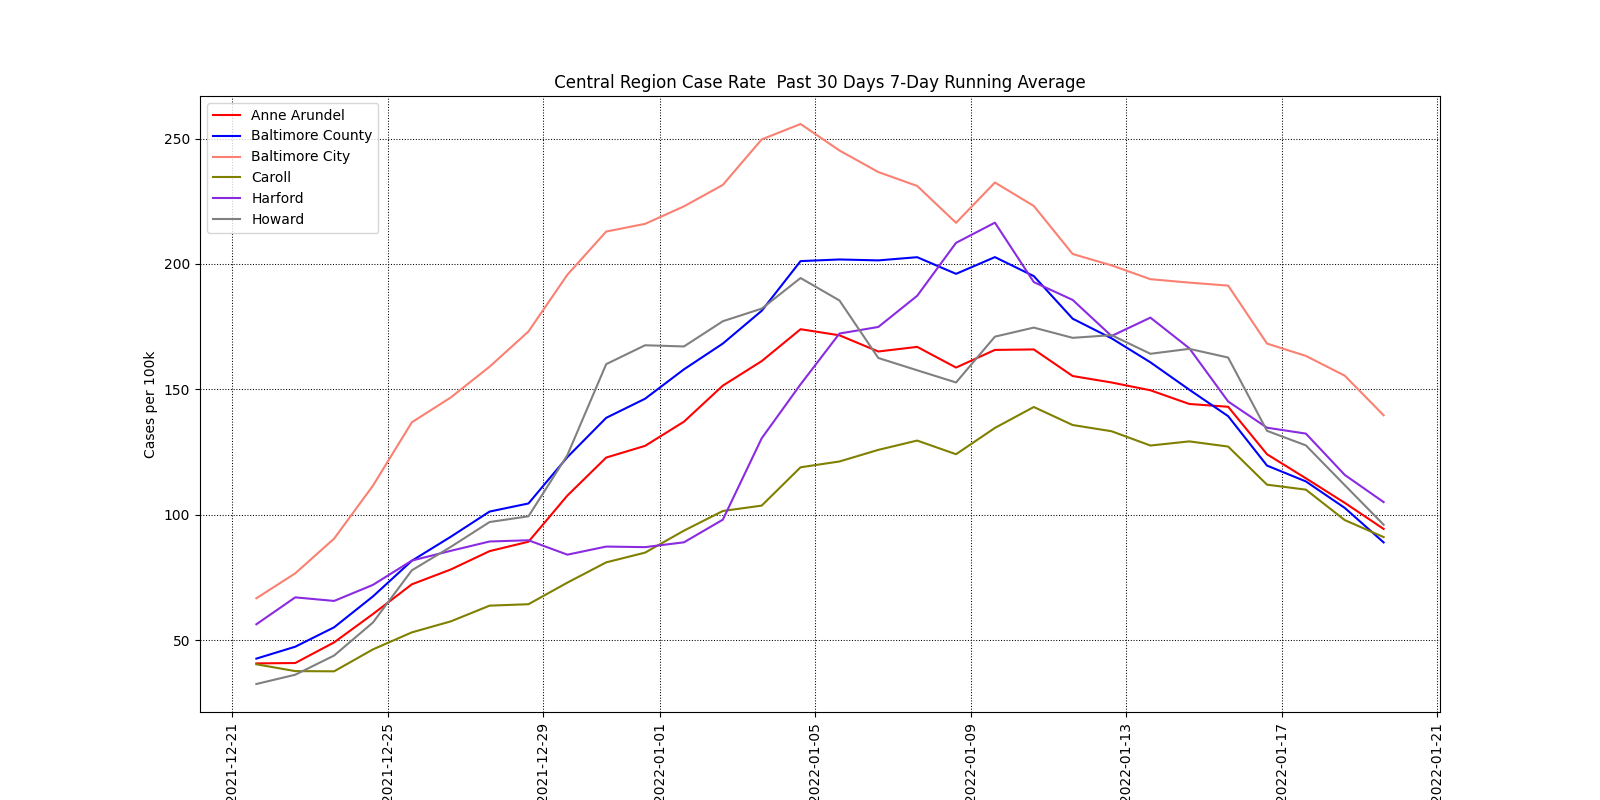 Central Region Case Rate  Past 30 Days 7-Day Running Average
Anne Arundel
Baltimore County
Baltimore City
Caroll
Harford
Howard
250
200
150
100
50
Cases per 100k
2021-12-21
2021-12-25
2021-12-29
2022-01-01
2022-01-05
2022-01-09
2022-01-13
2022-01-17
2022-01-21